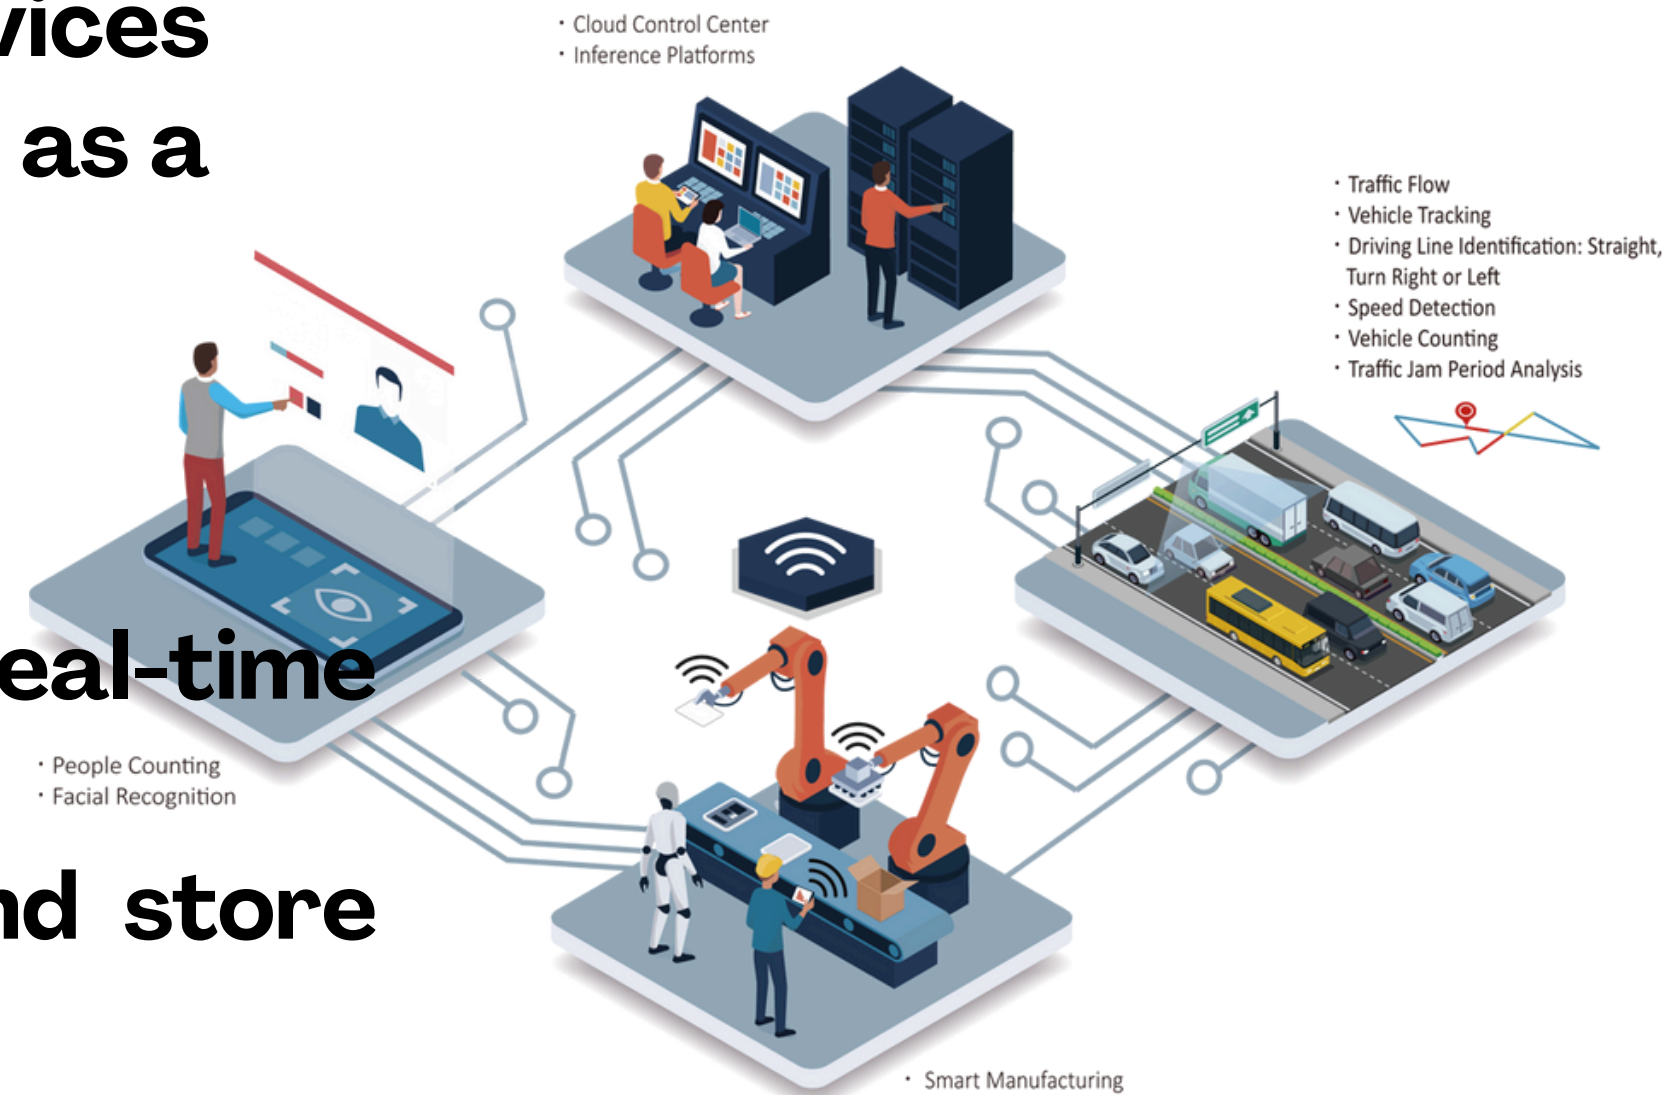 vices
as a
· Cloud Control Center
· Inference Platforms
· Traffic Flow
· Vehicle Tracking
· Driving Line Identification: Straight,
Turn Right or Left
· Speed Detection
· Vehicle Counting
· Traffic Jam Period Analysis
eal-time
· People Counting
· Facial Recognition
nd store
· Smart Manufacturing